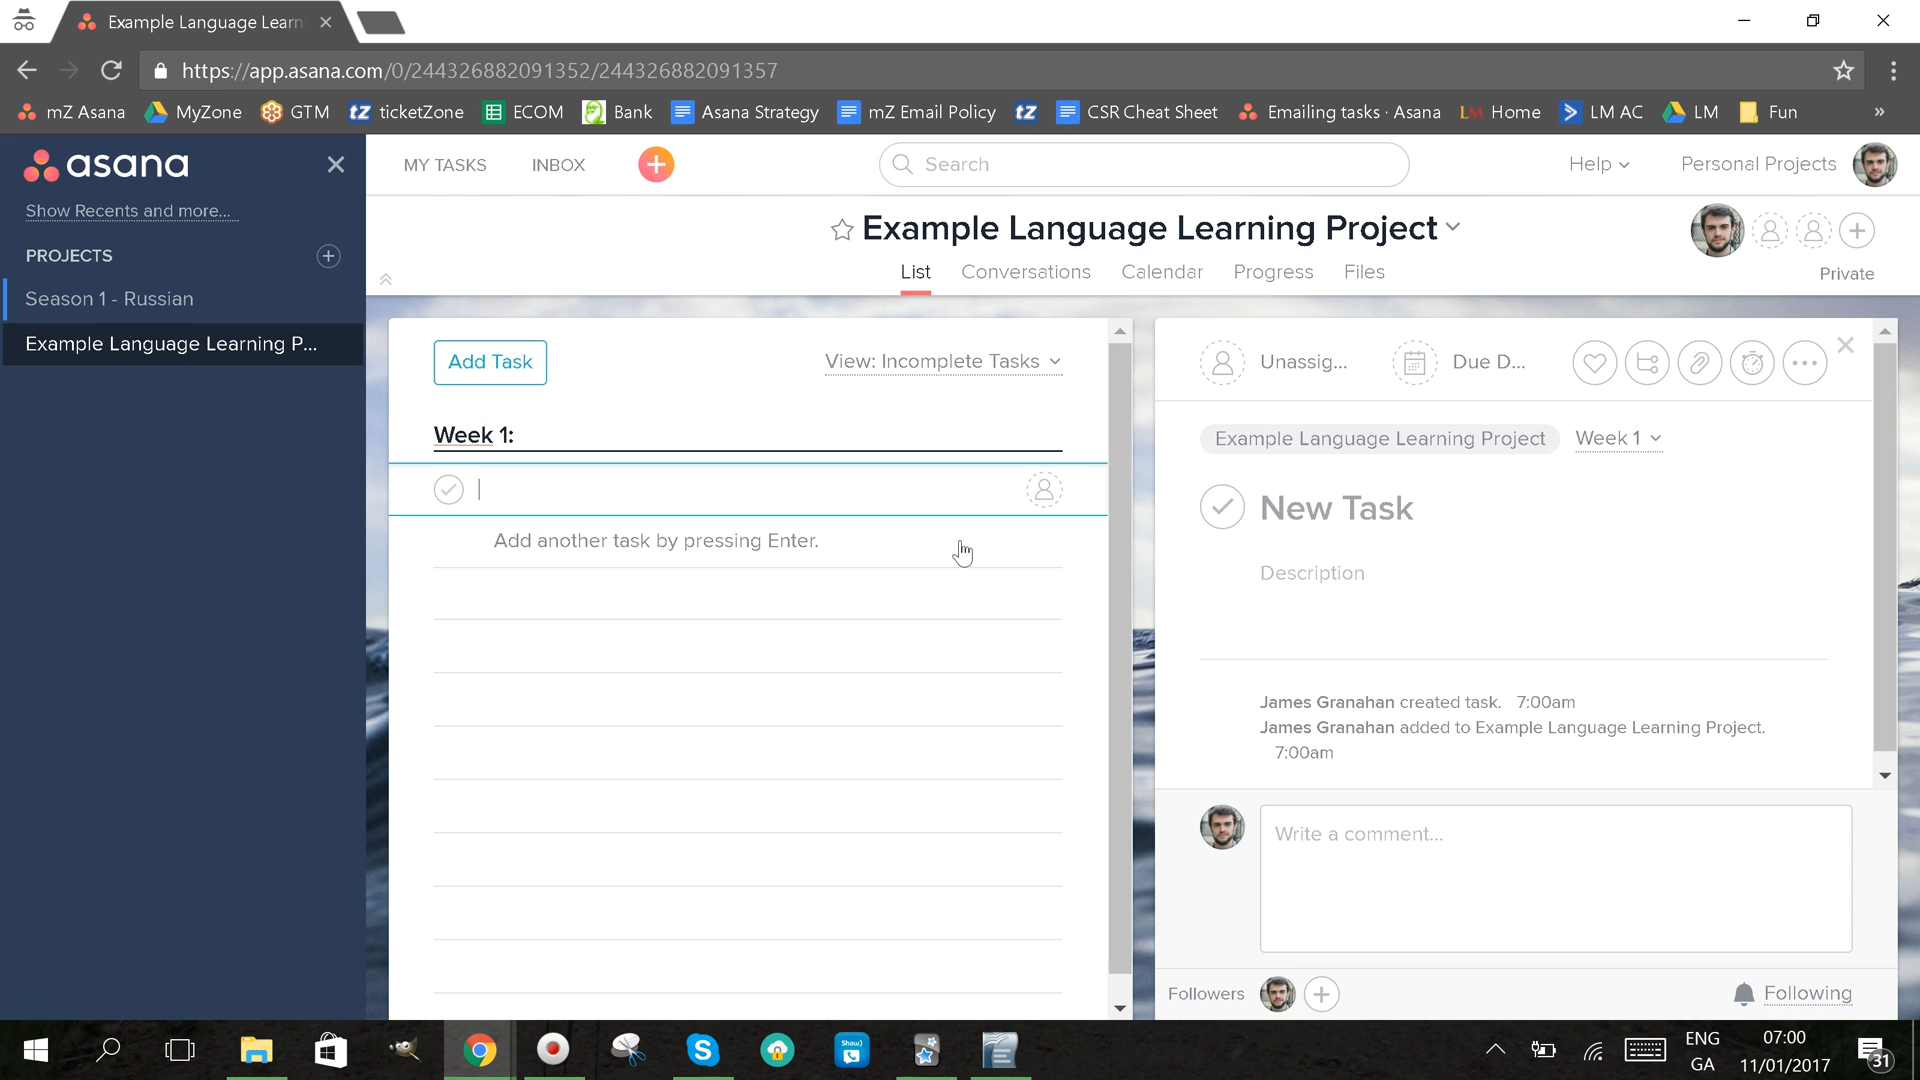 Example Language Learn
https://app.asana.com/0/244326882091352/244326882091357
mZ Asana
MyZone
GTM
tz ticketZone
ECOM
Bank
Asana Strategy
mZ Email Policy
tz
CSR Cheat Sheet
Emailing tasks · Asana
LM Home
LM AC
LM
Fun
»
asana
MY TASKS
INBOX
Search
Help
Personal Projects
Show Recents and more...
PROJECTS
Season 1 - Russian
Example Language Learning P...
Example Language Learning Project
List
Conversations
Calendar
Progress
Files
Private
Add Task
View: Incomplete Tasks
Week 1:
Add another task by pressing Enter.
Unassig...
Due D...
Example Language Learning Project
Week 1
New Task
Description
James Granahan created task. 7:00am
James Granahan added to Example Language Learning Project.
7:00am
Write a comment...
Followers
Following
Shaw)
ENG
GA
07:00
11/01/2017
31